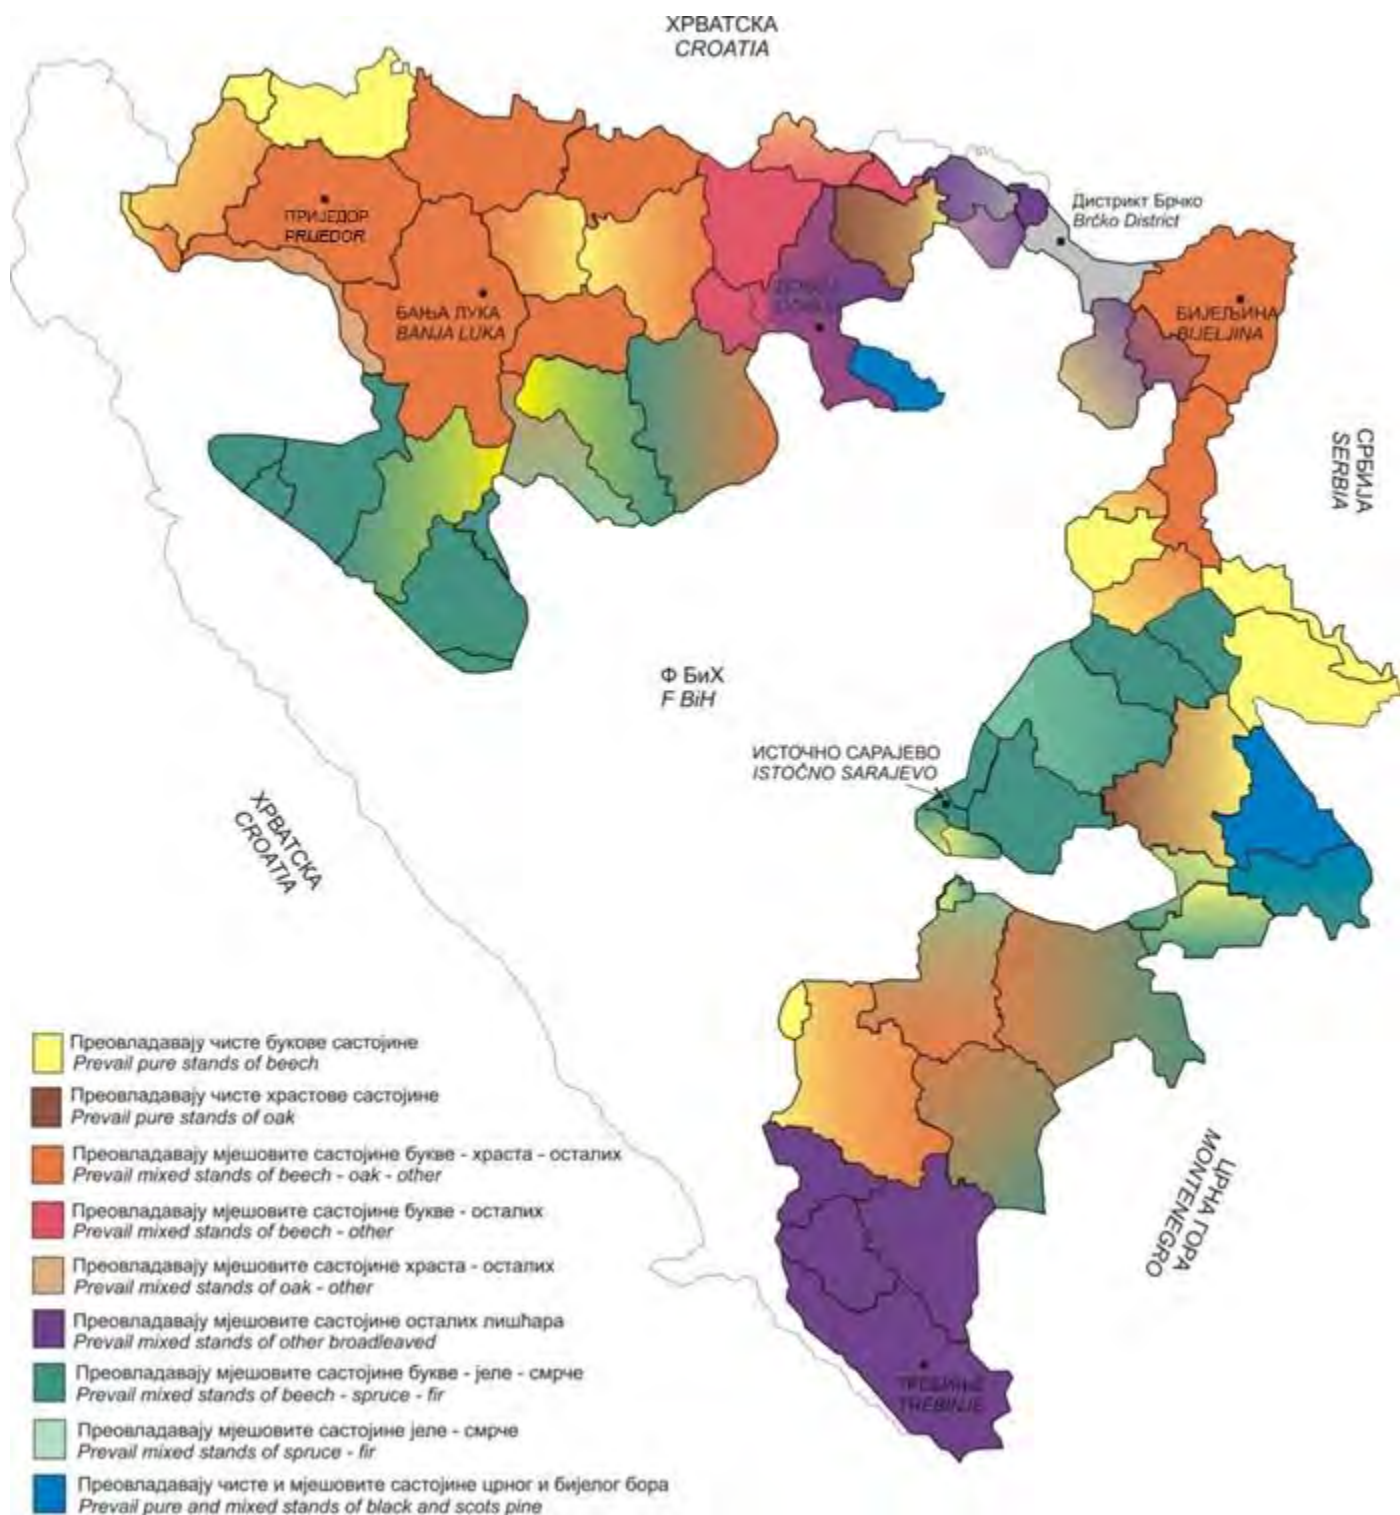 ХРВАТСКА
CROATIA
Дистрикт Брчко
Brčko District
ПРИЈЕДОР
PRIJEDOR
БАЊА ЛУКА
BANJA LUKA
БИЈЕЉИНА
BIJELJINA
СРБИЈА
SERBIA
Ф БиХ
F BiH
ИСТОЧНО САРАЈЕВО
ISTOČNO SARAJEVO
ХРВАТСКА
CROATIA
ЦРНА ГОРА
MONTENEGRO
ТРЕБИЊЕ
TREBINJE
Преовладавају чисте букове састојине
Prevail pure stands of beech
Преовладавају чисте храстове састојине
Prevail pure stands of oak
Преовладавају мјешовите састојине букве - храста - осталих
Prevail mixed stands of beech - oak - other
Преовладавају мјешовите састојине букве - осталих
Prevail mixed stands of beech - other
Преовладавају мјешовите састојине храста - осталих
Prevail mixed stands of oak - other
Преовладавају мјешовите састојине осталих лишћара
Prevail mixed stands of other broadleaved
Преовладавају мјешовите састојине букве - јеле - смрче
Prevail mixed stands of beech - spruce - fir
Преовладавају мјешовите састојине јеле - смрче
Prevail mixed stands of spruce - fir
Преовладавају чисте и мјешовите састојине црног и бијелог бора
Prevail pure and mixed stands of black and scots pine